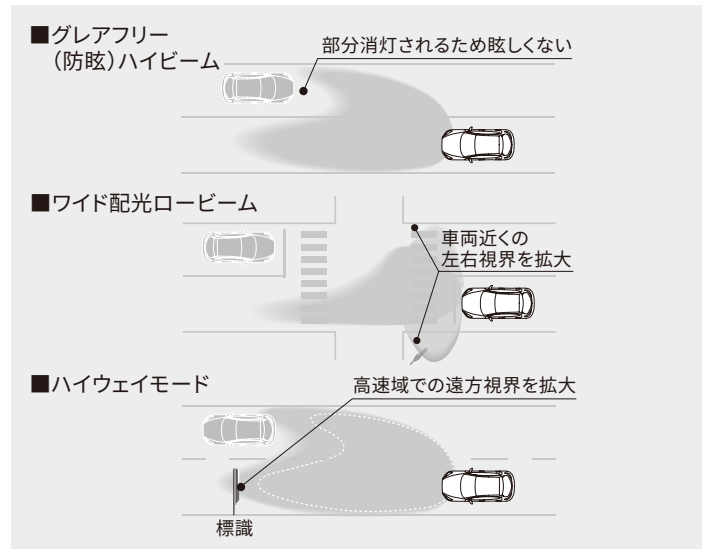 ■グレアフリー
（防眩）ハイビーム
部分消灯されるため眩しくない
■ワイド配光ロービーム
車両近くの
左右視界を拡大
■ハイウェイモード
高速域での遠方視界を拡大
標識